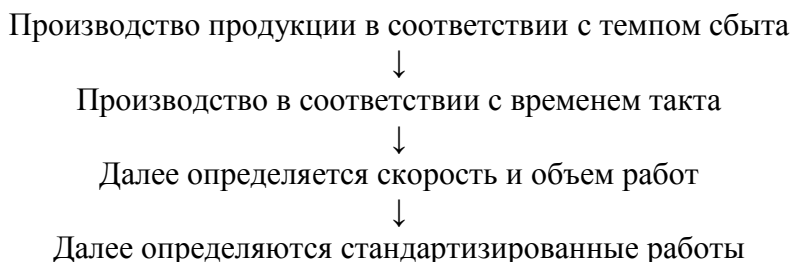 Производство продукции в соответствии с темпом сбыта
↓
Производство в соответствии с временем такта
↓
Далее определяется скорость и объем работ
↓
Далее определяются стандартизированные работы